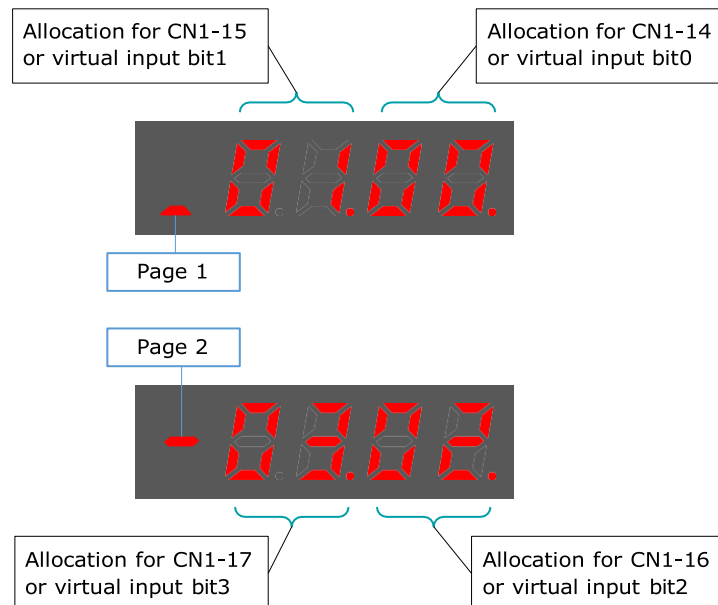 Allocation for CN1-15
or virtual input bit1
Allocation for CN1-14
or virtual input bit0
01.00.
Page 1
Page 2
03.02.
Allocation for CN1-17
or virtual input bit3
Allocation for CN1-16
or virtual input bit2